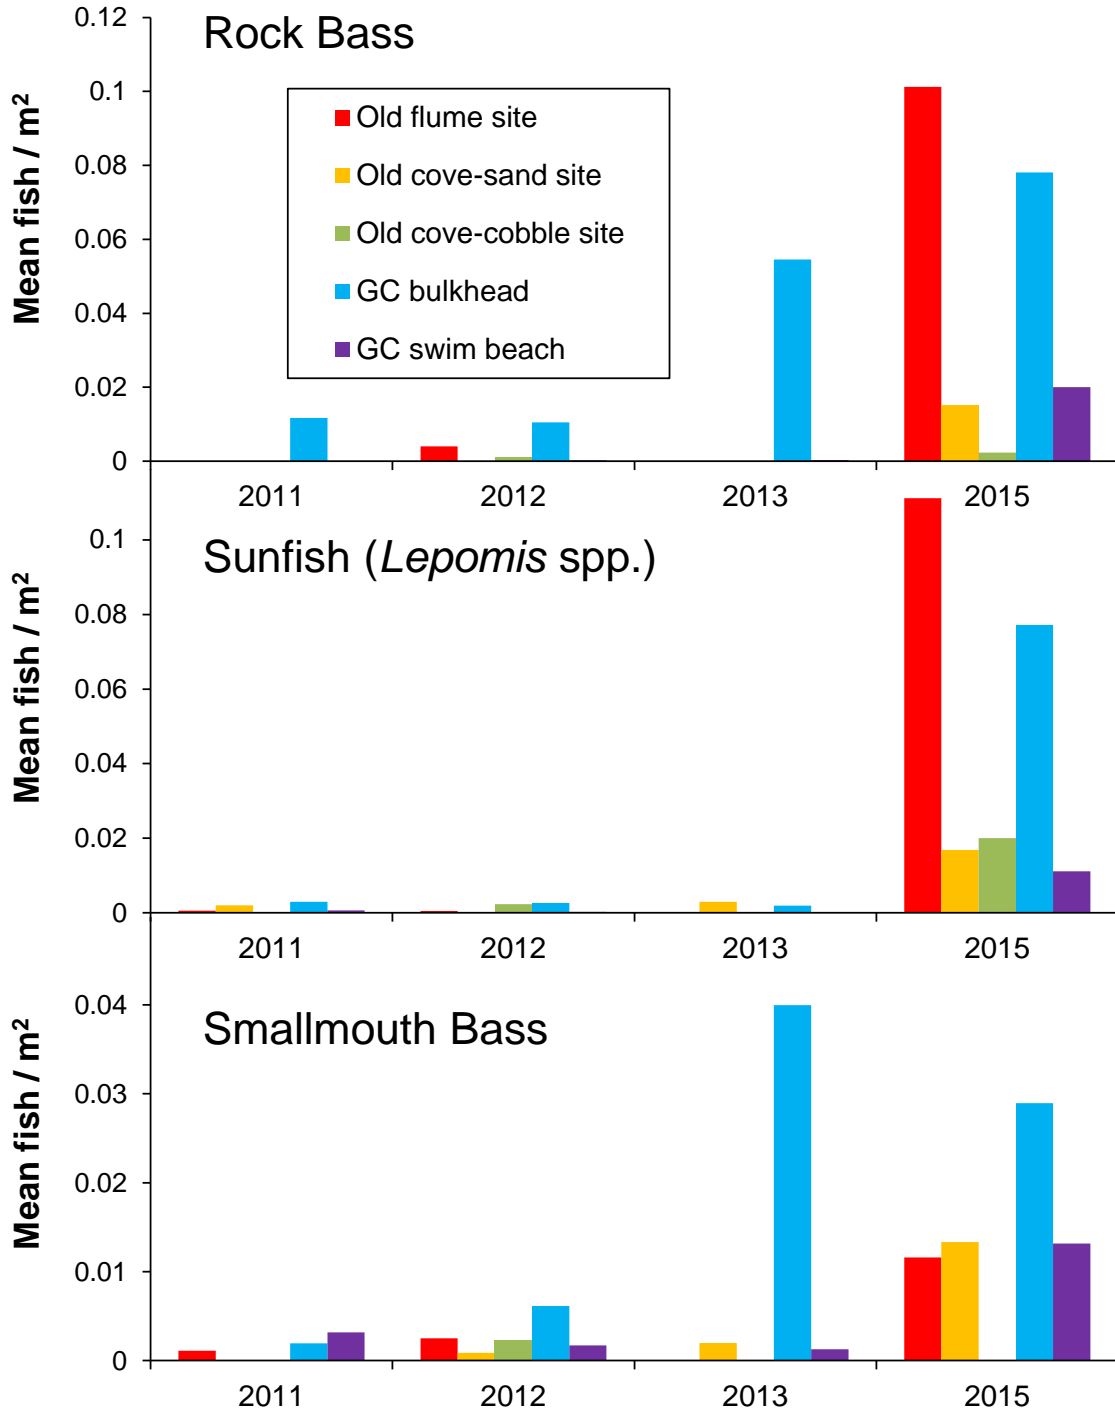 Rock Bass
Mean fish / m²
0.12
0.1
0.08
0.06
0.04
0.02
0
Old flume site
Old cove-sand site
Old cove-cobble site
GC bulkhead
GC swim beach
2011 2012 2013 2015
Sunfish (Lepomis spp.)
Mean fish / m²
0.1
0.08
0.06
0.04
0.02
0
2011 2012 2013 2015
Smallmouth Bass
Mean fish / m²
0.04
0.03
0.02
0.01
0
2011 2012 2013 2015